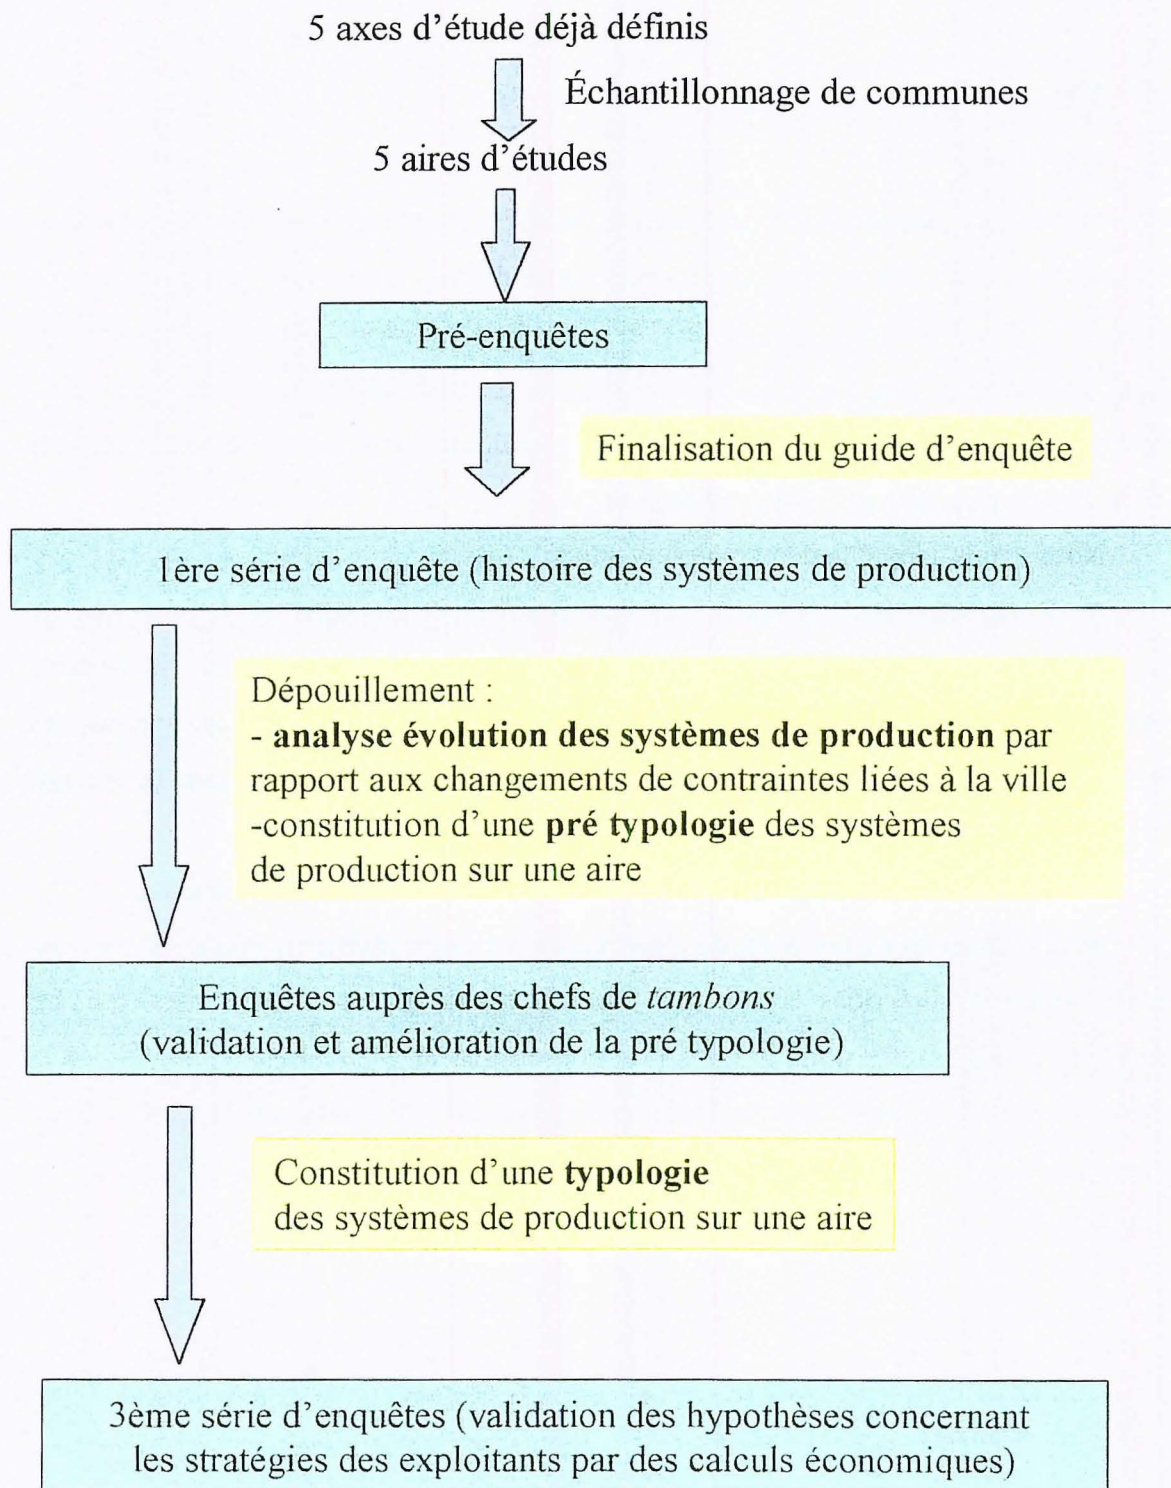 5 axes d’étude déjà définis
Échantillonnage de communes
5 aires d’études
Pré-enquêtes
Finalisation du guide d’enquête
1ère série d’enquête (histoire des systèmes de production)
Dépouillement :
- analyse évolution des systèmes de production par
rapport aux changements de contraintes liées à la ville
-constitution d’une pré typologie des systèmes
de production sur une aire
Enquêtes auprès des chefs de tambons
(validation et amélioration de la pré typologie)
Constitution d’une typologie
des systèmes de production sur une aire
3ème série d’enquêtes (validation des hypothèses concernant
les stratégies des exploitants par des calculs économiques)